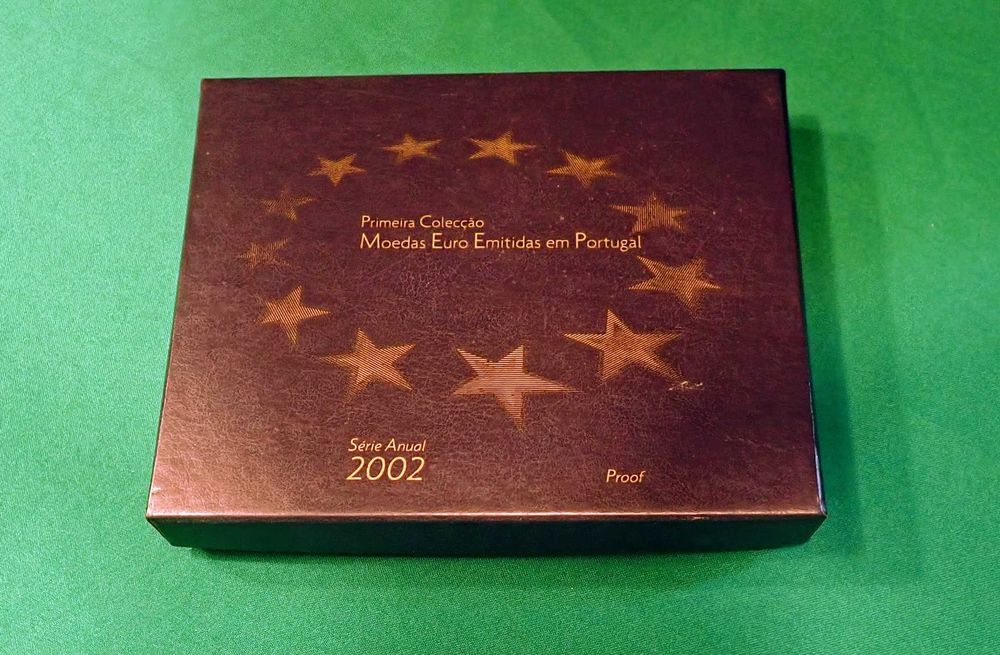 Primeira Colecção
Moedas Euro Emitidas em Portugal
Série Anual
2002
Proof